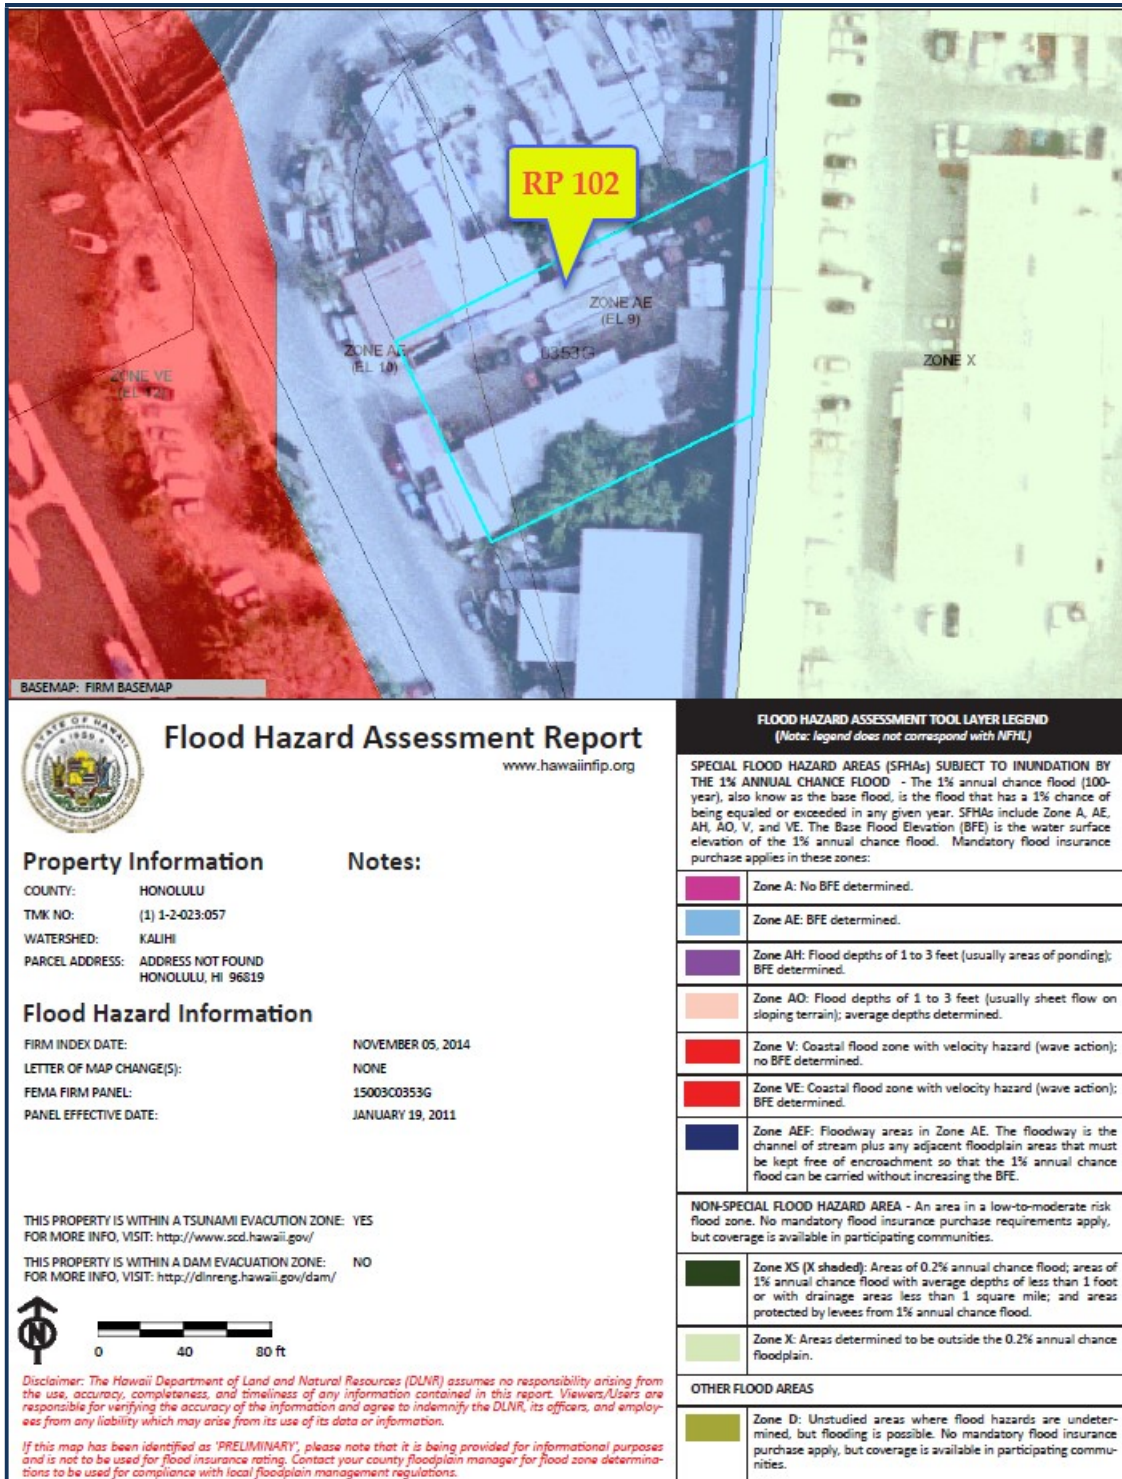 RP 102
ZONE AE
(EL 9)
ZONE AE
(EL 10)
0353G
ZONE X
ZONE VE
BASEMAP: FIRM BASEMAP
STATE OF HAWAII
1959
Flood Hazard Assessment Report
www.hawaiinfip.org
Property Information
Notes:
COUNTY: HONOLULU
TMK NO: (1) 1-2-023:057
WATERSHED: KALIHI
PARCEL ADDRESS: ADDRESS NOT FOUND
HONOLULU, HI 96819
Flood Hazard Information
FIRM INDEX DATE: NOVEMBER 05, 2014
LETTER OF MAP CHANGE(S): NONE
FEMA FIRM PANEL: 15003C0353G
PANEL EFFECTIVE DATE: JANUARY 19, 2011
THIS PROPERTY IS WITHIN A TSUNAMI EVACUTION ZONE: YES
FOR MORE INFO, VISIT: http://www.scd.hawaii.gov/
THIS PROPERTY IS WITHIN A DAM EVACUATION ZONE: NO
FOR MORE INFO, VISIT: http://dlnreng.hawaii.gov/dam/
N
0 40 80 ft
Disclaimer: The Hawaii Department of Land and Natural Resources (DLNR) assumes no responsibility arising from
the use, accuracy, completeness, and timeliness of any information contained in this report. Viewers/Users are
responsible for verifying the accuracy of the information and agree to indemnify the DLNR, its officers, and employ-
ees from any liability which may arise from its use of its data or information.
If this map has been identified as 'PRELIMINARY', please note that it is being provided for informational purposes
and is not to be used for flood insurance rating. Contact your county floodplain manager for flood zone determina-
tions to be used for compliance with local floodplain management regulations.
FLOOD HAZARD ASSESSMENT TOOL LAYER LEGEND
(Note: legend does not correspond with NFHL)
SPECIAL FLOOD HAZARD AREAS (SFHAs) SUBJECT TO INUNDATION BY
THE 1% ANNUAL CHANCE FLOOD - The 1% annual chance flood (100-
year), also know as the base flood, is the flood that has a 1% chance of
being equaled or exceeded in any given year. SFHAs include Zone A, AE,
AH, AO, V, and VE. The Base Flood Elevation (BFE) is the water surface
elevation of the 1% annual chance flood. Mandatory flood insurance
purchase applies in these zones:
Zone A: No BFE determined.
Zone AE: BFE determined.
Zone AH: Flood depths of 1 to 3 feet (usually areas of ponding);
BFE determined.
Zone AO: Flood depths of 1 to 3 feet (usually sheet flow on
sloping terrain); average depths determined.
Zone V: Coastal flood zone with velocity hazard (wave action);
no BFE determined.
Zone VE: Coastal flood zone with velocity hazard (wave action);
BFE determined.
Zone AEF: Floodway areas in Zone AE. The floodway is the
channel of stream plus any adjacent floodplain areas that must
be kept free of encroachment so that the 1% annual chance
flood can be carried without increasing the BFE.
NON-SPECIAL FLOOD HAZARD AREA - An area in a low-to-moderate risk
flood zone. No mandatory flood insurance purchase requirements apply,
but coverage is available in participating communities.
Zone XS (X shaded): Areas of 0.2% annual chance flood; areas of
1% annual chance flood with average depths of less than 1 foot
or with drainage areas less than 1 square mile; and areas
protected by levees from 1% annual chance flood.
Zone X: Areas determined to be outside the 0.2% annual chance
floodplain.
OTHER FLOOD AREAS
Zone D: Unstudied areas where flood hazards are undeter-
mined, but flooding is possible. No mandatory flood insurance
purchase apply, but coverage is available in participating commu-
nities.